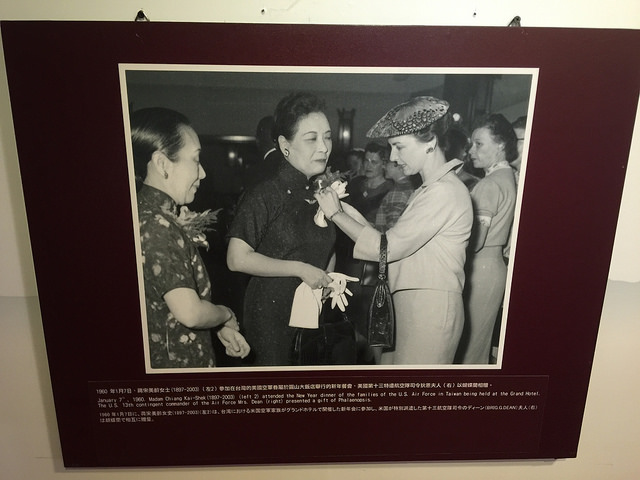 1960 年1月7日，蔣宋美齡女士(1897-2003)（左2）參加在台灣的美國空軍眷屬於圓山大飯店舉行的新年餐會，美國第十三特遣航空隊司令狄恩夫人（右）以蝴蝶蘭相贈。
January 7th, 1960. Madam Chiang Kai-Shek (1897-2003) (left 2) attended the New Year dinner of the families of the U.S. Air Force in Taiwan being held at the Grand Hotel.
The U.S. 13th contingent commander of the Air Force Mrs. Dean (right) presented a gift of Phalaenopsis.
1960 年1月7日に、蔣宋美齡女史(1897-2003)(左2)は、台湾における米国空軍家族がグランドホテルで開催した新年会に参加し、米国が特別派遣した第十三航空隊司令のディーン(BRIG.G.DEAN)夫人(右)
は胡蝶蘭で相互に贈呈。